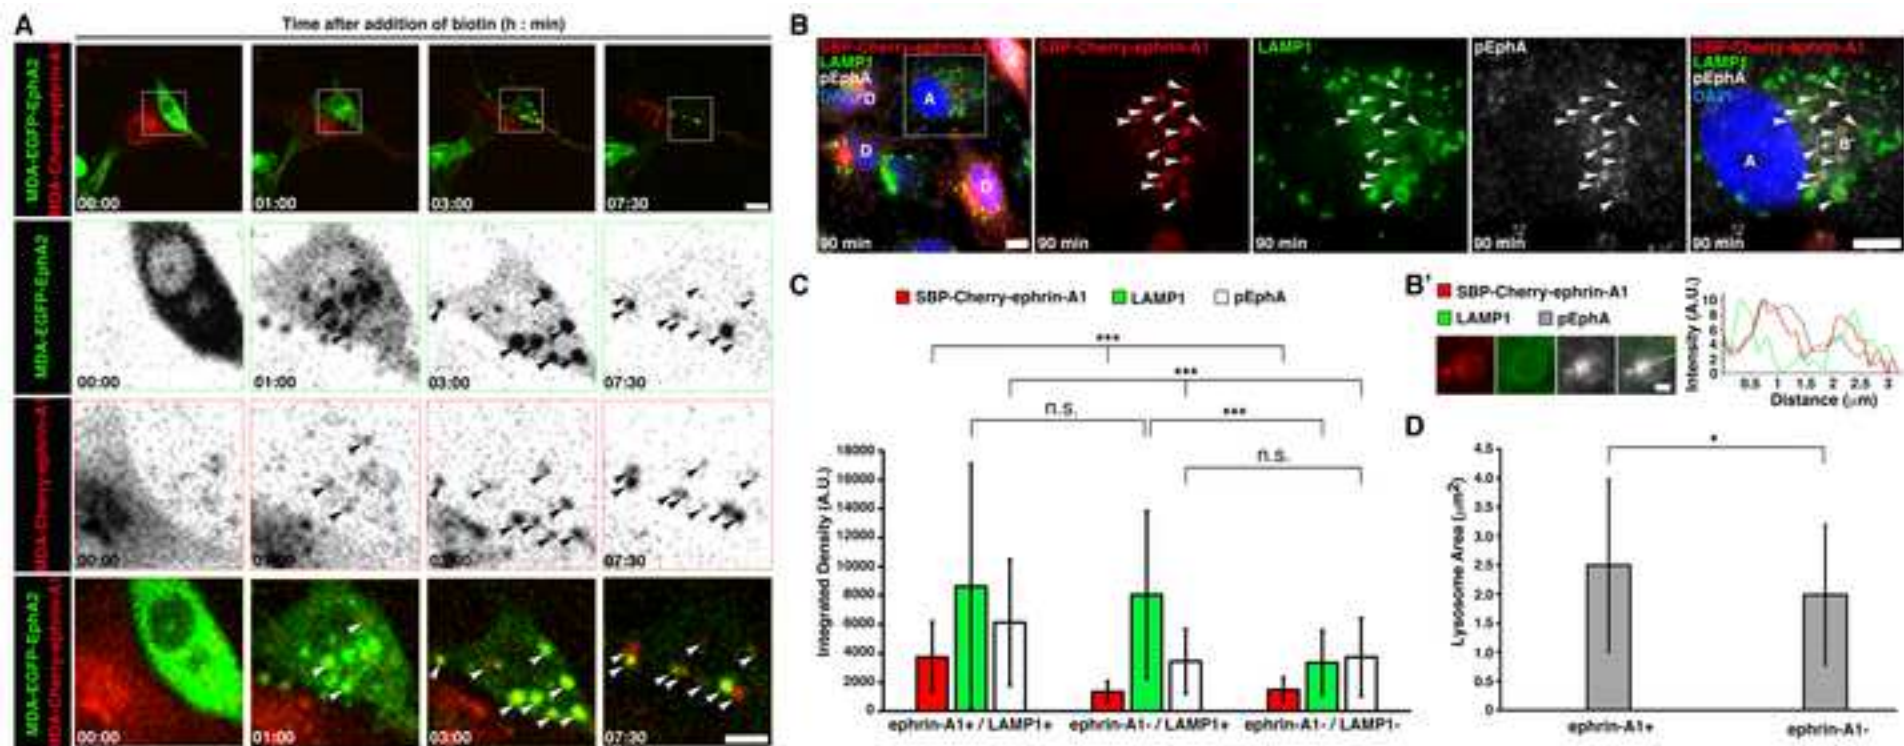 A
Time after addition of biotin (h : min)
MDA-EGFP-EphA2
MDA-Cherry-ephrin-A1
00:00
01:00
03:00
07:30
MDA-EGFP-EphA2
00:00
01:00
03:00
07:30
MDA-Cherry-ephrin-A1
00:00
07:30
MDA-EGFP-EphA2
MDA-Cherry-ephrin-A1
00:00
01:00
03:00
07:30
B
SBP-Cherry-ephrin-A1
LAMP1
pEphA
D
A
D
D
90 min
SBP-Cherry-ephrin-A1
90 min
LAMP1
90 min
pEphA
90 min
SBP-Cherry-ephrin-A1
LAMP1
pEphA
DAPI
A
B'
90 min
C
SBP-Cherry-ephrin-A1 LAMP1 pEphA
***
***
n.s. ***
n.s.
Integrated Density (A.U.)
18000
16000
14000
12000
10000
8000
6000
4000
2000
0
ephrin-A1+ / LAMP1+ ephrin-A1- / LAMP1+ ephrin-A1- / LAMP1-
B'
SBP-Cherry-ephrin-A1
LAMP1 pEphA
Intensity (A.U.)
10
8
6
4
2
0
0.5 1 1.5 2 2.5 3
Distance (μm)
D
*
Lysosome Area (μm2)
4.5
4.0
3.5
3.0
2.5
2.0
1.5
1.0
0.5
0
ephrin-A1+ ephrin-A1-